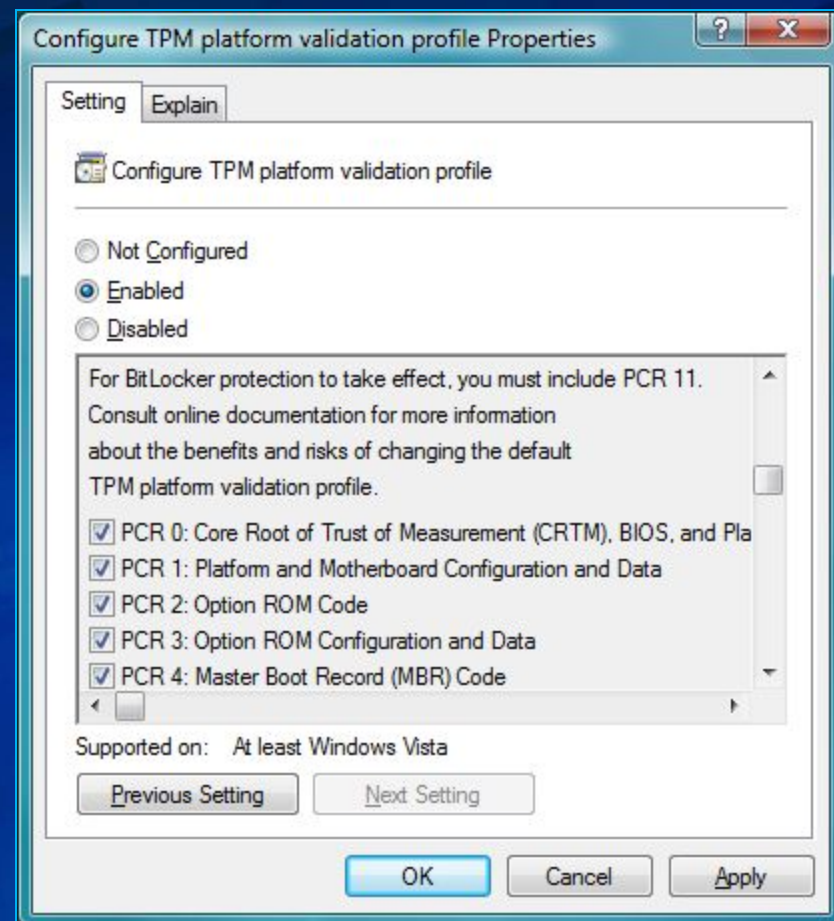 Configure TPM platform validation profile Properties
Setting Explain
Configure TPM platform validation profile
Not Configured
Enabled
Disabled
For BitLocker protection to take effect, you must include PCR 11.
Consult online documentation for more information
about the benefits and risks of changing the default
TPM platform validation profile.
PCR 0: Core Root of Trust of Measurement (CRTM), BIOS, and Pla
PCR 1: Platform and Motherboard Configuration and Data
PCR 2: Option ROM Code
PCR 3: Option ROM Configuration and Data
PCR 4: Master Boot Record (MBR) Code
Supported on: At least Windows Vista
Previous Setting Next Setting
OK Cancel Apply